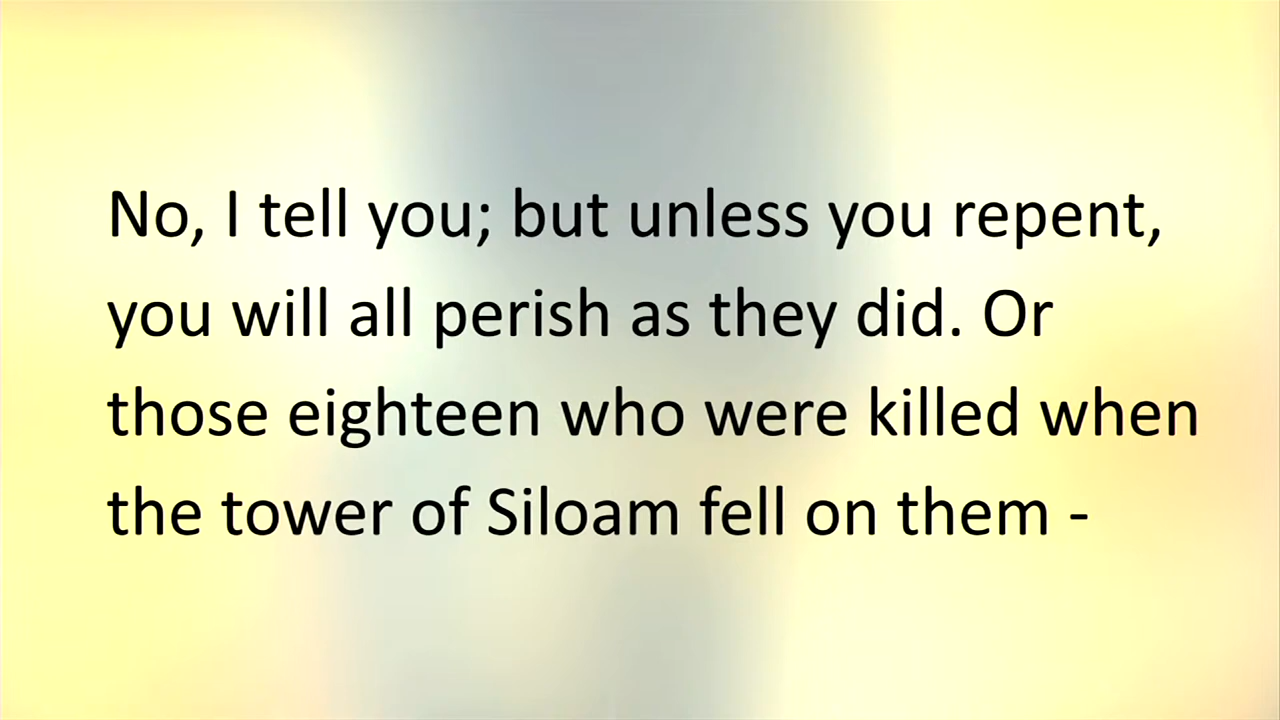 No, I tell you; but unless you repent,
you will all perish as they did. Or
those eighteen who were killed when
the tower of Siloam fell on them -